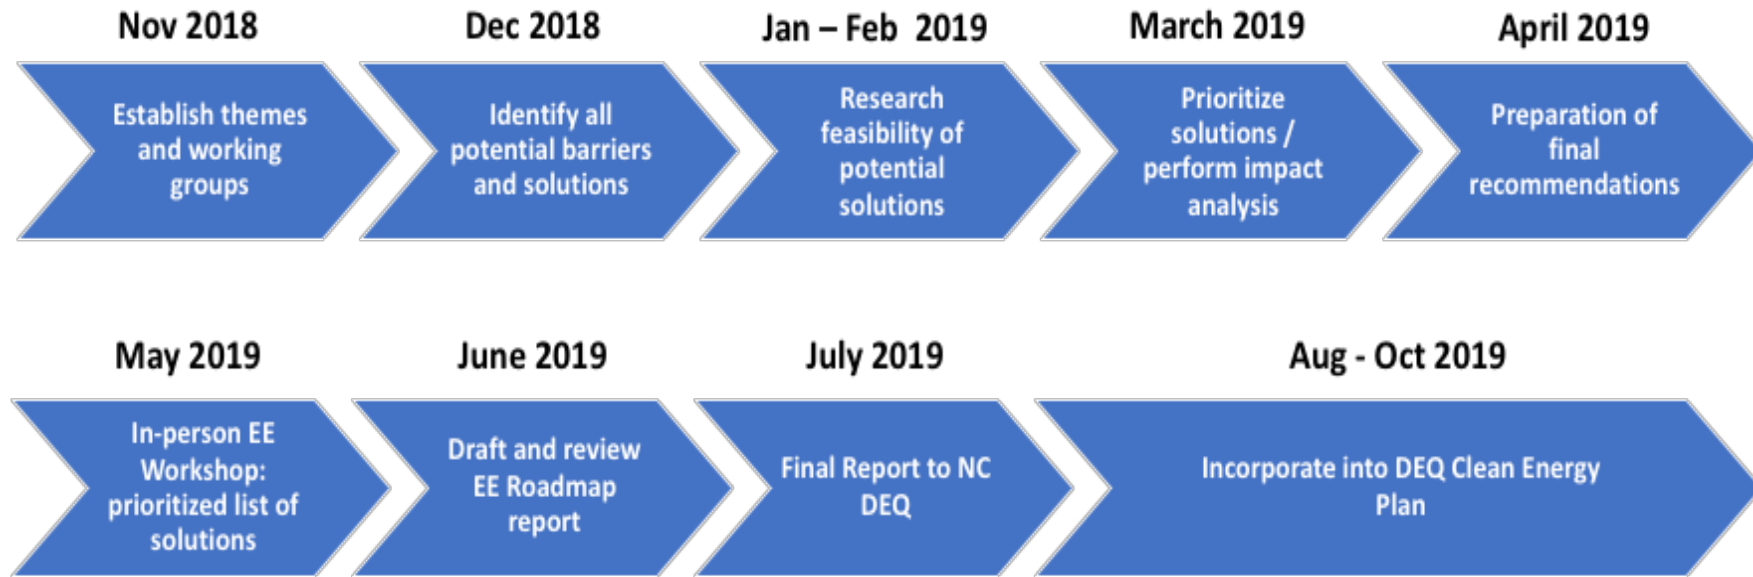 Nov 2018
Dec 2018
Jan – Feb 2019
March 2019
April 2019
Establish themes
and working
groups
Identify all
potential barriers
and solutions
Research
feasibility of
potential
solutions
Prioritize
solutions /
perform impact
analysis
Preparation of
final
recommendations
May 2019
June 2019
July 2019
Aug - Oct 2019
In-person EE
Workshop:
prioritized list of
solutions
Draft and review
EE Roadmap
report
Final Report to NC
DEQ
Incorporate into DEQ Clean Energy
Plan